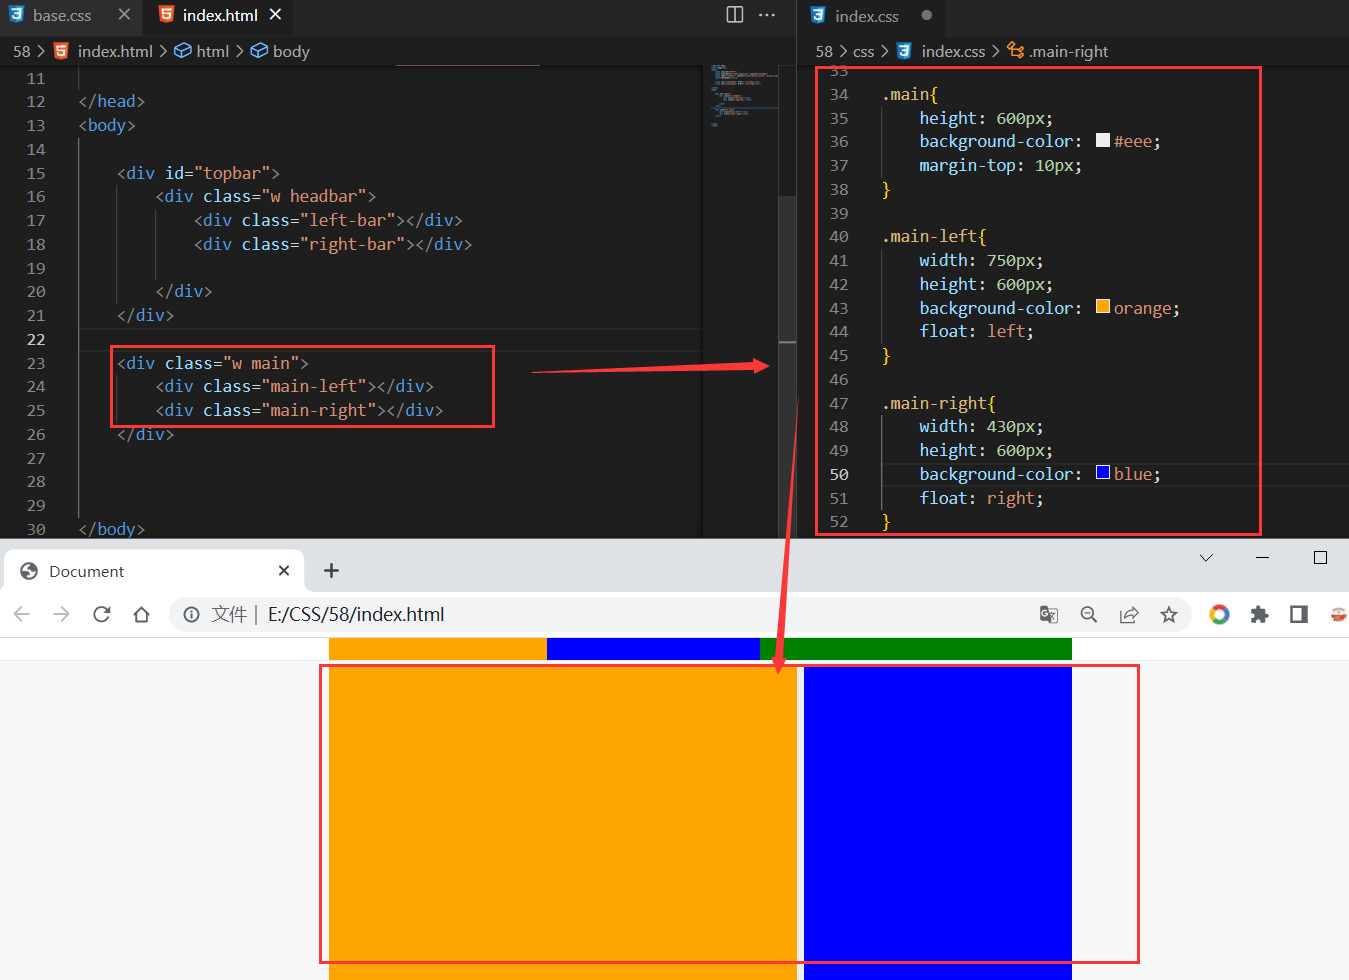 base.css
index.html
58 > index.html > html > body
11
12 </head>
13 <body>
14
15 <div id="topbar">
16 <div class="w headbar">
17 <div class="left-bar"></div>
18 <div class="right-bar"></div>
19
20 </div>
21 </div>
22
23 <div class="w main">
24 <div class="main-left"></div>
25 <div class="main-right"></div>
26 </div>
27
28
29
30 </body>
index.css
58 > css > index.css > .main-right
33
34 .main{
35 height: 600px;
36 background-color: #eee;
37 margin-top: 10px;
38 }
39
40 .main-left{
41 width: 750px;
42 height: 600px;
43 background-color: orange;
44 float: left;
45 }
46
47 .main-right{
48 width: 430px;
49 height: 600px;
50 background-color: blue;
51 float: right;
52 }
Document
文件 | E:/CSS/58/index.html